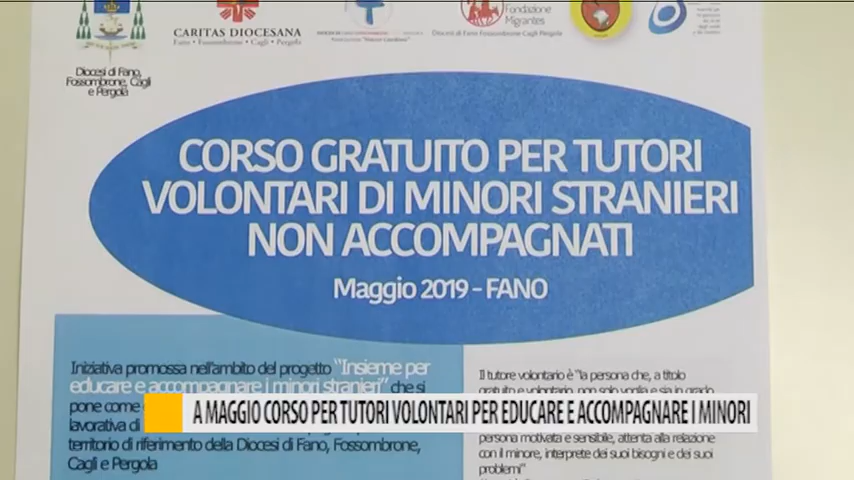 Diocesi di Fano,
Fossombrone, Cagli
e Pergola
CARITAS DIOCESANA
Fano • Fossombrone • Cagli • Pergola
Fondazione
Migrantes
Diocesi di Fano Fossombrone Cagli Pergola
CORSO GRATUITO PER TUTORI
VOLONTARI DI MINORI STRANIERI
NON ACCOMPAGNATI
Maggio 2019 - FANO
Iniziativa promossa nell'ambito del progetto "Insieme per
educare e accompagnare i minori stranieri" che si
pone come
lavorativa di
territorio di riferimento della Diocesi di Fano, Fossombrone,
Cagli e Pergola
Il tutore volontario è "la persona che, a titolo
gratuito e volontario, non solo voglia e sia in grado
persona motivata e sensibile, attenta alla relazione
con il minore, interprete dei suoi bisogni e dei suoi
problemi"
A MAGGIO CORSO PER TUTORI VOLONTARI PER EDUCARE E ACCOMPAGNARE I MINORI